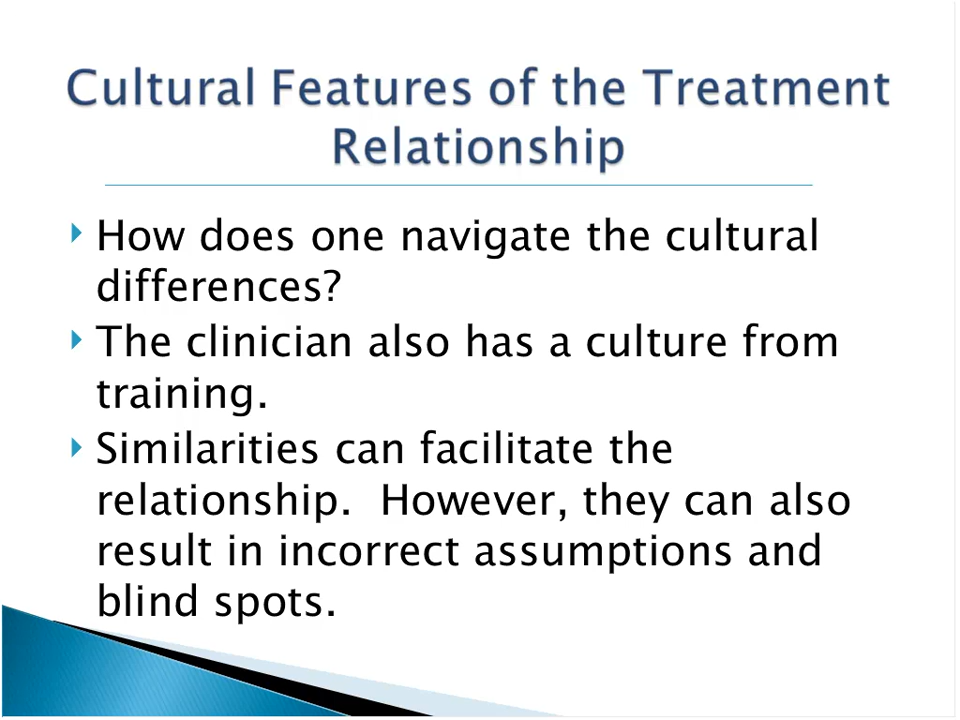 Cultural Features of the Treatment
Relationship
How does one navigate the cultural
differences?
The clinician also has a culture from
training.
Similarities can facilitate the
relationship.  However, they can also
result in incorrect assumptions and
blind spots.